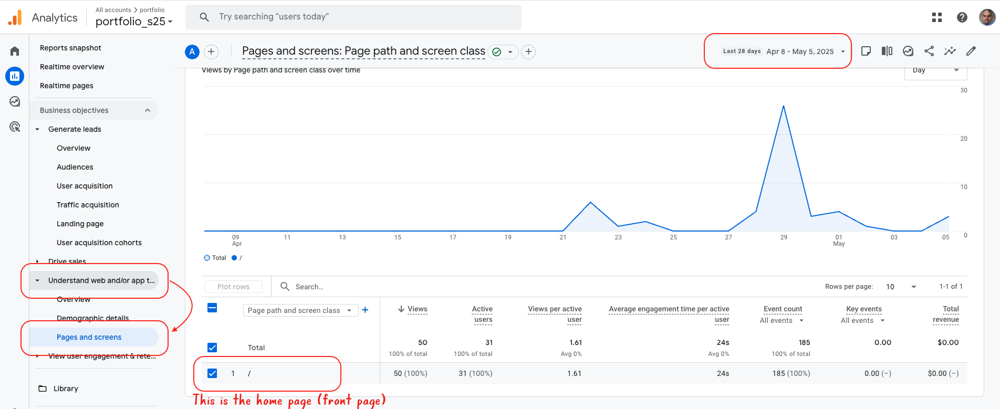 Analytics
All accounts > portfolio
portfolio_s25
Try searching "users today"
Reports snapshot
Realtime overview
Realtime pages
Business objectives
Generate leads
Overview
Audiences
User acquisition
Traffic acquisition
Landing page
User acquisition cohorts
Drive sales
Understand web and/or app t...
Overview
Demographic details
Pages and screens
View user engagement & rete...
Library
A
Pages and screens: Page path and screen class
Last 28 days Apr 8 - May 5, 2025
Views by Page path and screen class over time
Day
30
20
10
0
09 Apr 11 13 15 17 19 21 23 25 27 29 01 May 03 05
Total /
Plot rows
Search...
Rows per page: 10 1-1 of 1
Page path and screen class
Views
Active users
Views per active user
Average engagement time per active user
Event count
All events
Key events
All events
Total revenue
Total 50 31 1.61 24s 185 0.00 $0.00
100% of total 100% of total Avg 0% Avg 0% 100% of total
1 / 50 (100%) 31 (100%) 1.61 24s 185 (100%) 0.00 (–) $0.00 (–)
This is the home page (front page)